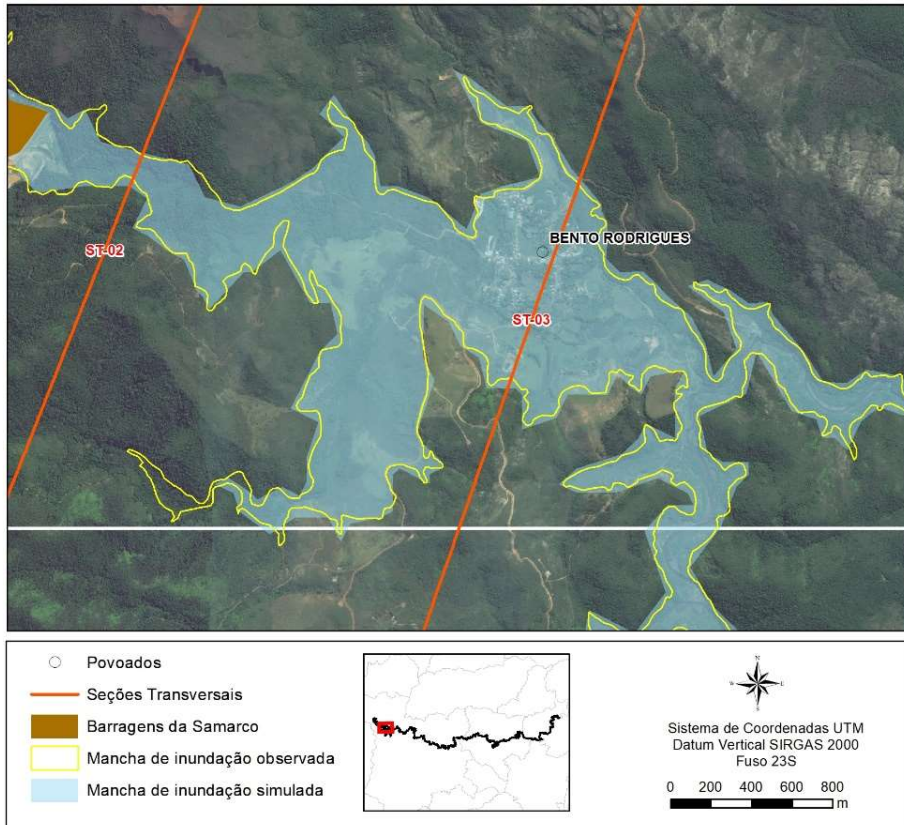 ST-02
BENTO RODRIGUES
ST-03
Povoados
Seções Transversais
Barragens da Samarco
Mancha de inundação observada
Mancha de inundação simulada
N
W E
S
Sistema de Coordenadas UTM
Datum Vertical SIRGAS 2000
Fuso 23S
0 200 400 600 800
m